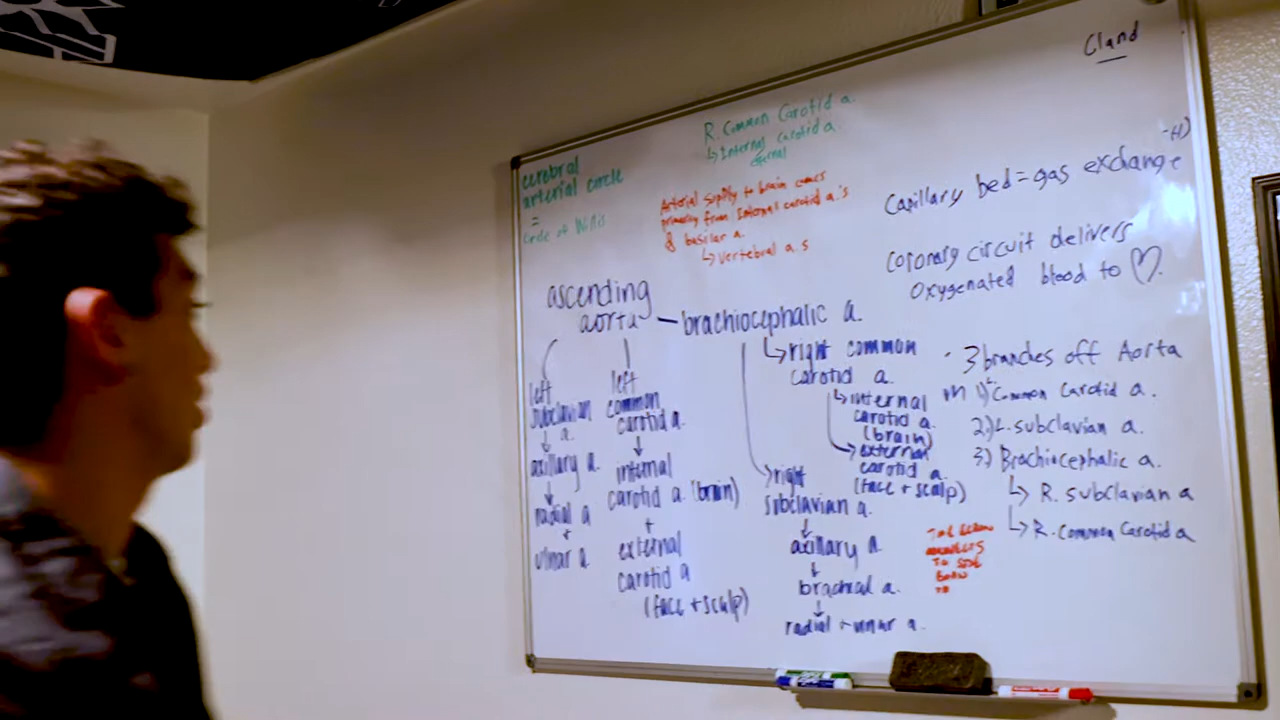 Cland
R. Common Carotid a.
↳ Internal carotid a.
cerebral
arterial circle
=
Circle of Willis
Arterial supply to brain comes
primarily from Internal carotid a.'s
& basilar a.
↳ vertebral a.s
Capillary bed = gas exchange
Coronary circuit delivers
Oxygenated blood to ♡.
ascending
aorta — brachiocephalic a.
left
subclavian
a.
↓
axillary a.
↓
radial a
+
ulnar a
left
common
carotid a.
↓
internal
carotid a. (brain)
+
external
carotid a
(face + scalp)
↳ right common
carotid a.
↳ internal
carotid a.
(brain)
→ external
carotid a.
(face + scalp)
→ right
subclavian a.
↓
axillary a.
↓
brachial a.
↓
radial + ulnar a.
· 3 branches off Aorta
1) L Common Carotid a.
2.) L. subclavian a.
3) Brachiocephalic a.
↳ R. subclavian a
↳ R. Common Carotid a